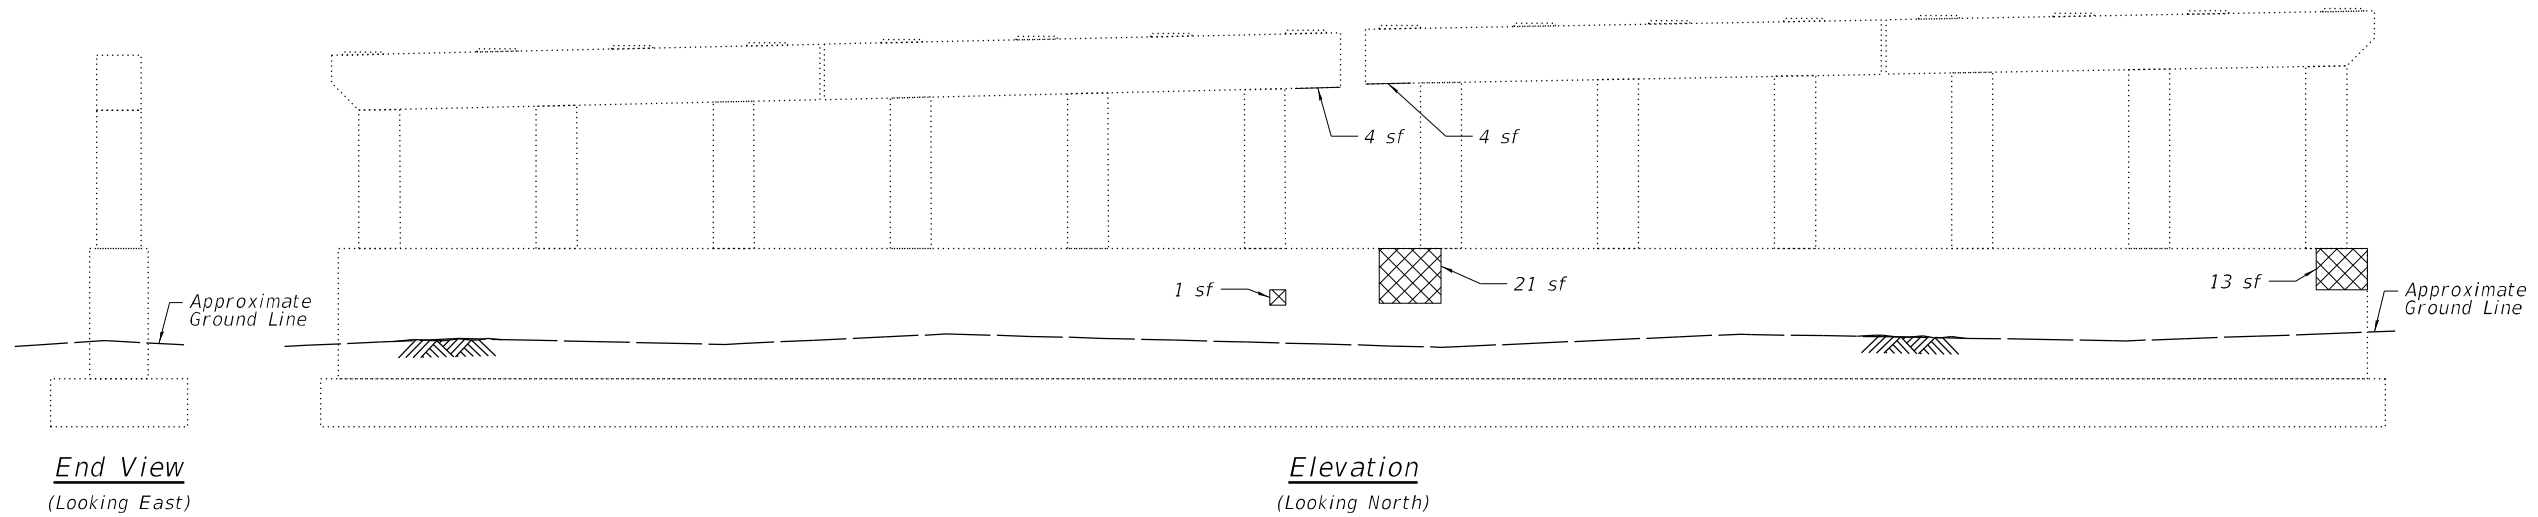 4 sf
4 sf
1 sf
21 sf
13 sf
Approximate
Ground Line
Approximate
Ground Line
End View
(Looking East)
Elevation
(Looking North)